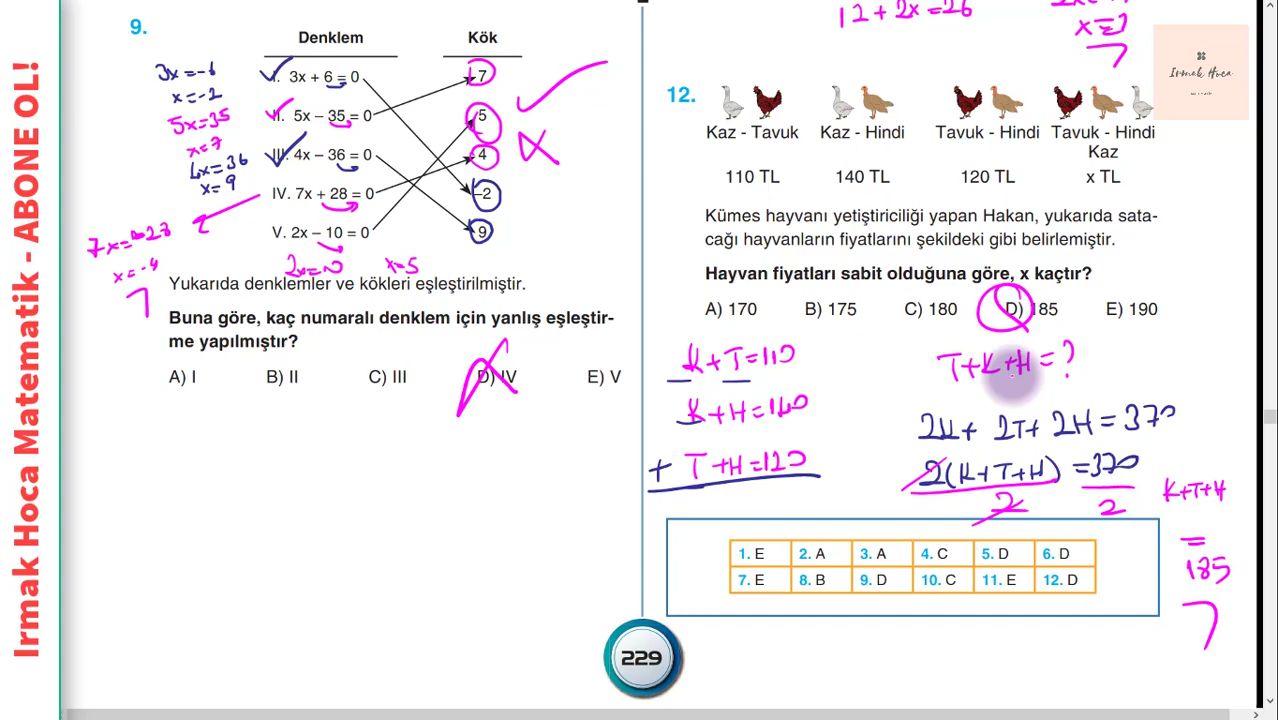 Irmak Hoca Matematik - ABONE OL!
9.
Denklem Kök
I. 3x + 6 = 0 7
II. 5x – 35 = 0 5
III. 4x – 36 = 0 4
IV. 7x + 28 = 0 –2
V. 2x – 10 = 0 9
3x = -6
x = -2
5x = 35
x = 7
4x = 36
x = 9
7x = -28
x = -4
x = 5
Yukarıda denklemler ve kökleri eşleştirilmiştir.
Buna göre, kaç numaralı denklem için yanlış eşleştir-
me yapılmıştır?
A) I B) II C) III D) IV E) V
12 + 2x = 26
x = 7
Irmak Hoca
12.
Kaz - Tavuk Kaz - Hindi Tavuk - Hindi Tavuk - Hindi
Kaz
110 TL 140 TL 120 TL x TL
Kümes hayvanı yetiştiriciliği yapan Hakan, yukarıda sata-
cağı hayvanların fiyatlarını şekildeki gibi belirlemiştir.
Hayvan fiyatları sabit olduğuna göre, x kaçtır?
A) 170 B) 175 C) 180 D) 185 E) 190
K+T=110
K+H=140
+ T+H=120
T+K+H=?
2K+ 2T+ 2H=370
2(K+T+H) =370
2 2
K+T+H
=
185
1. E 2. A 3. A 4. C 5. D 6. D
7. E 8. B 9. D 10. C 11. E 12. D
229